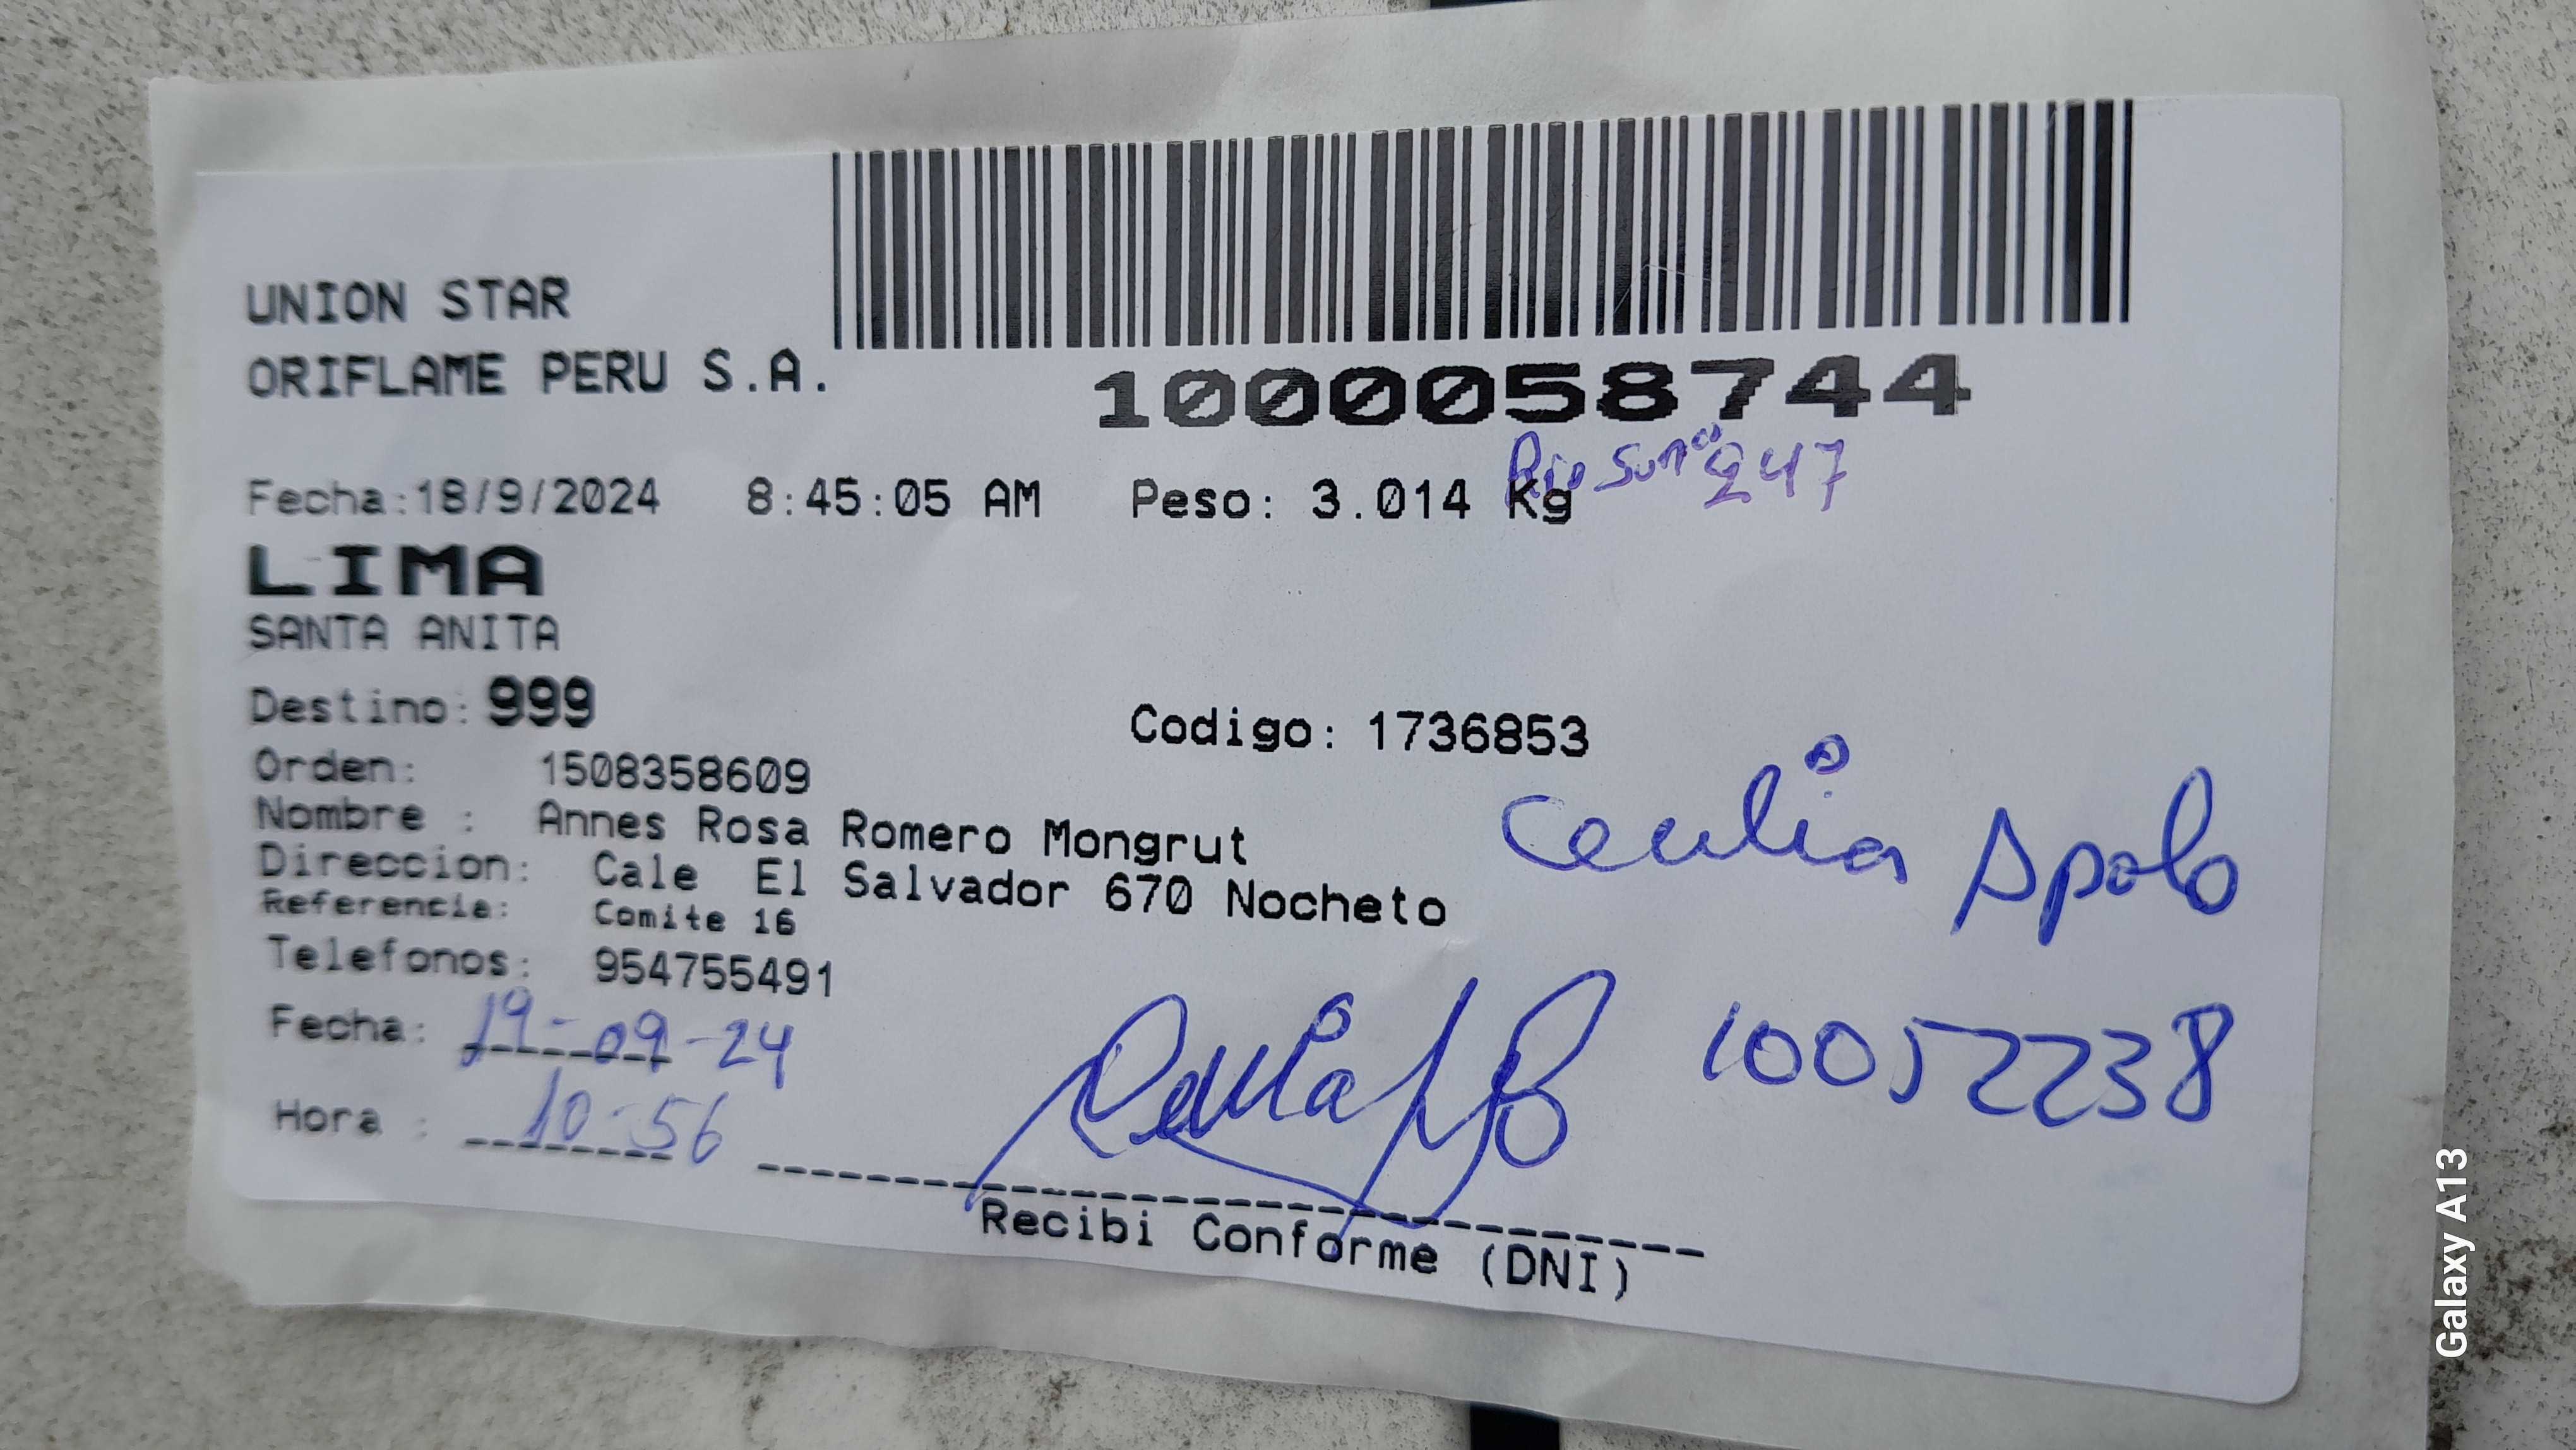 UNION STAR
ORIFLAME PERU S.A.
1000058744
247
Fecha:18/9/2024 8:45:05 AM Peso: 3.014 Kg
LIMA
SANTA ANITA
Destino: 999
Codigo: 1736853
Orden: 1508358609
Nombre : Annes Rosa Romero Mongrut
Direccion: Cale El Salvador 670 Nocheto
Referencia: Comite 16
Telefonos: 954755491
Cecilia Apolo
Fecha: 19-09-24
10052238
Hora : 10-56
Recibi Conforme (DNI)
Galaxy A13